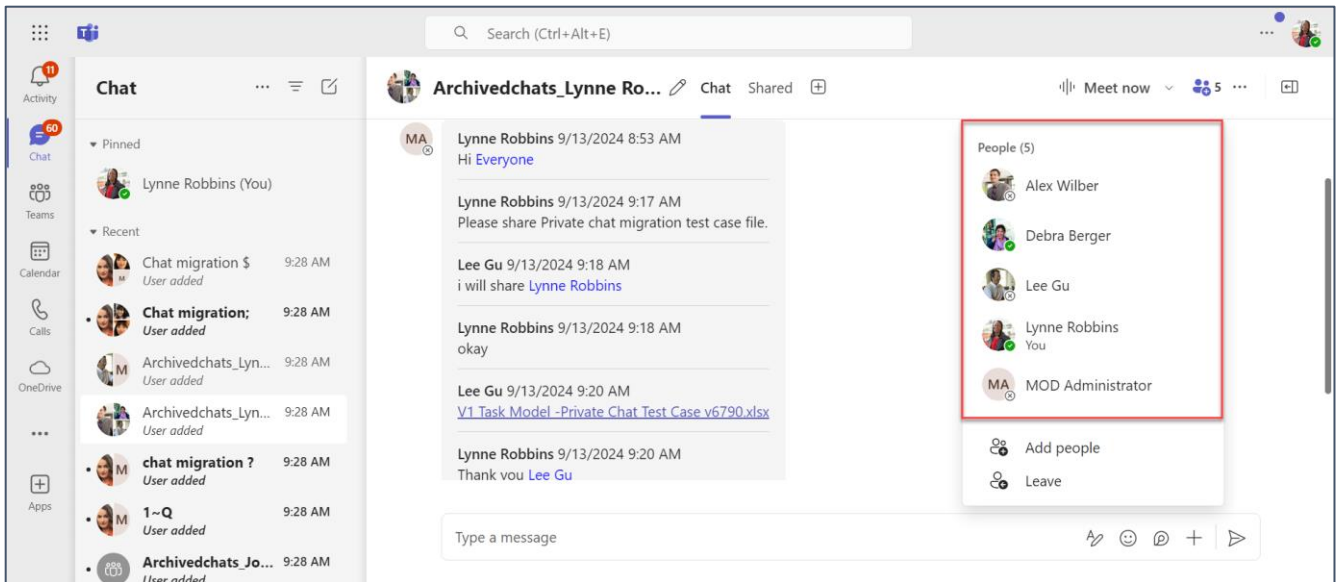 Search (Ctrl+Alt+E)
11
Activity
60
Chat
Teams
Calendar
Calls
OneDrive
Apps
Chat
Pinned
Lynne Robbins (You)
Recent
Chat migration $ 9:28 AM
User added
Chat migration; 9:28 AM
User added
M
Archivedchats_Lyn... 9:28 AM
User added
Archivedchats_Lyn... 9:28 AM
User added
M
chat migration ? 9:28 AM
User added
M
1~Q 9:28 AM
User added
Archivedchats_Jo... 9:28 AM
User added
Archivedchats_Lynne Ro... Chat Shared
Meet now 5
MA
Lynne Robbins 9/13/2024 8:53 AM
Hi Everyone
Lynne Robbins 9/13/2024 9:17 AM
Please share Private chat migration test case file.
Lee Gu 9/13/2024 9:18 AM
i will share Lynne Robbins
Lynne Robbins 9/13/2024 9:18 AM
okay
Lee Gu 9/13/2024 9:20 AM
V1 Task Model -Private Chat Test Case v6790.xlsx
Lynne Robbins 9/13/2024 9:20 AM
Thank you Lee Gu
Type a message
People (5)
Alex Wilber
Debra Berger
Lee Gu
Lynne Robbins
You
MA MOD Administrator
Add people
Leave